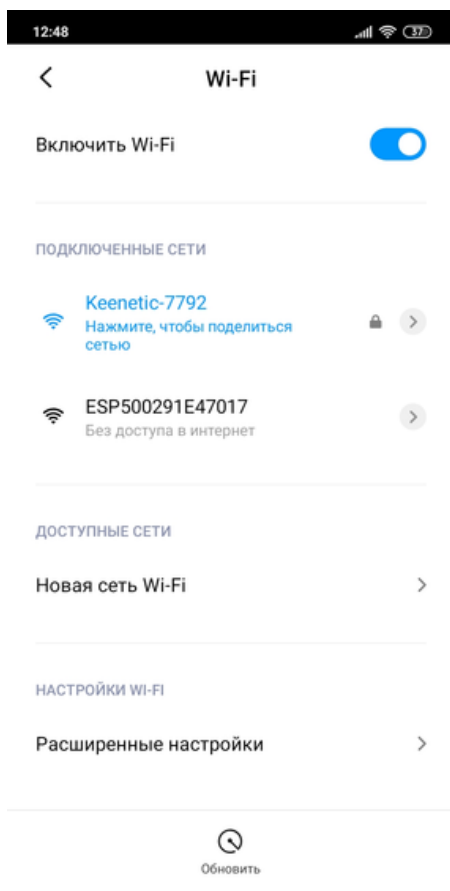 12:48
37
Wi-Fi
Включить Wi-Fi
ПОДКЛЮЧЕННЫЕ СЕТИ
Keenetic-7792
Нажмите, чтобы поделиться
сетью
ESP500291E47017
Без доступа в интернет
ДОСТУПНЫЕ СЕТИ
Новая сеть Wi-Fi
НАСТРОЙКИ WI-FI
Расширенные настройки
Обновить